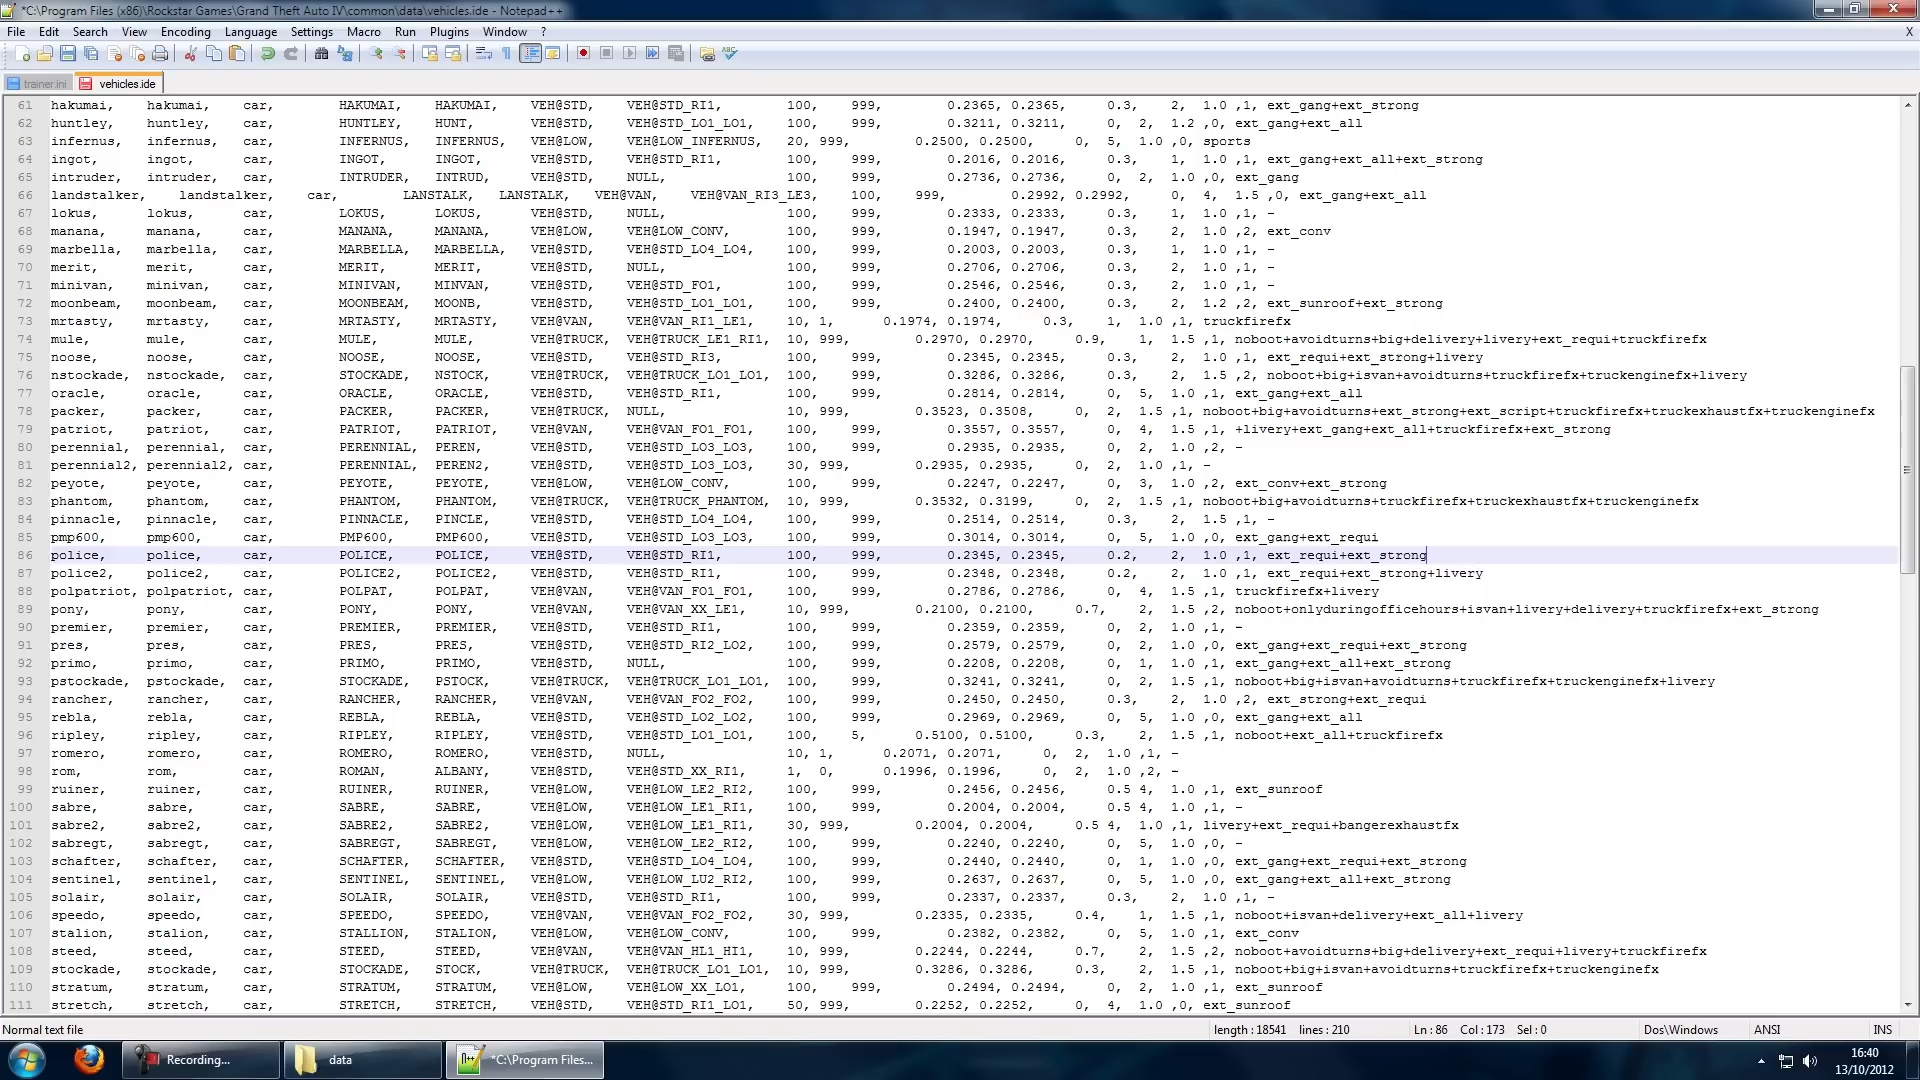 *C:\Program Files (x86)\Rockstar Games\Grand Theft Auto IV\common\data\vehicles.ide - Notepad++
File Edit Search View Encoding Language Settings Macro Run Plugins Window ? X
trainer.ini vehicles.ide
61 hakumai, hakumai, car, HAKUMAI, HAKUMAI, VEH@STD, VEH@STD_RI1, 100, 999, 0.2365, 0.2365, 0.3, 2, 1.0 ,1, ext_gang+ext_strong
62 huntley, huntley, car, HUNTLEY, HUNT, VEH@STD, VEH@STD_LO1_LO1, 100, 999, 0.3211, 0.3211, 0, 2, 1.2 ,0, ext_gang+ext_all
63 infernus, infernus, car, INFERNUS, INFERNUS, VEH@LOW, VEH@LOW_INFERNUS, 20, 999, 0.2500, 0.2500, 0, 5, 1.0 ,0, sports
64 ingot, ingot, car, INGOT, INGOT, VEH@STD, VEH@STD_RI1, 100, 999, 0.2016, 0.2016, 0.3, 1, 1.0 ,1, ext_gang+ext_all+ext_strong
65 intruder, intruder, car, INTRUDER, INTRUD, VEH@STD, NULL, 100, 999, 0.2736, 0.2736, 0, 2, 1.0 ,0, ext_gang
66 landstalker, landstalker, car, LANSTALK, LANSTALK, VEH@VAN, VEH@VAN_RI3_LE3, 100, 999, 0.2992, 0.2992, 0, 4, 1.5 ,0, ext_gang+ext_all
67 lokus, lokus, car, LOKUS, LOKUS, VEH@STD, NULL, 100, 999, 0.2333, 0.2333, 0.3, 1, 1.0 ,1, -
68 manana, manana, car, MANANA, MANANA, VEH@LOW, VEH@LOW_CONV, 100, 999, 0.1947, 0.1947, 0.3, 2, 1.0 ,2, ext_conv
69 marbella, marbella, car, MARBELLA, MARBELLA, VEH@STD, VEH@STD_LO4_LO4, 100, 999, 0.2003, 0.2003, 0.3, 1, 1.0 ,1, -
70 merit, merit, car, MERIT, MERIT, VEH@STD, NULL, 100, 999, 0.2706, 0.2706, 0.3, 2, 1.0 ,1, -
71 minivan, minivan, car, MINIVAN, MINVAN, VEH@STD, VEH@STD_FO1, 100, 999, 0.2546, 0.2546, 0.3, 2, 1.0 ,1, -
72 moonbeam, moonbeam, car, MOONBEAM, MOONB, VEH@STD, VEH@STD_LO1_LO1, 100, 999, 0.2400, 0.2400, 0.3, 2, 1.2 ,2, ext_sunroof+ext_strong
73 mrtasty, mrtasty, car, MRTASTY, MRTASTY, VEH@VAN, VEH@VAN_RI1_LE1, 10, 1, 0.1974, 0.1974, 0.3, 1, 1.0 ,1, truckfirefx
74 mule, mule, car, MULE, MULE, VEH@TRUCK, VEH@TRUCK_LE1_RI1, 10, 999, 0.2970, 0.2970, 0.9, 1, 1.5 ,1, noboot+avoidturns+big+delivery+livery+ext_requi+truckfirefx
75 noose, noose, car, NOOSE, NOOSE, VEH@STD, VEH@STD_RI3, 100, 999, 0.2345, 0.2345, 0.3, 2, 1.0 ,1, ext_requi+ext_strong+livery
76 nstockade, nstockade, car, STOCKADE, NSTOCK, VEH@TRUCK, VEH@TRUCK_LO1_LO1, 100, 999, 0.3286, 0.3286, 0.3, 2, 1.5 ,2, noboot+big+isvan+avoidturns+truckfirefx+truckenginefx+livery
77 oracle, oracle, car, ORACLE, ORACLE, VEH@STD, VEH@STD_RI1, 100, 999, 0.2814, 0.2814, 0, 5, 1.0 ,1, ext_gang+ext_all
78 packer, packer, car, PACKER, PACKER, VEH@TRUCK, NULL, 10, 999, 0.3523, 0.3508, 0, 2, 1.5 ,1, noboot+big+avoidturns+ext_strong+ext_script+truckfirefx+truckexhaustfx+truckenginefx
79 patriot, patriot, car, PATRIOT, PATRIOT, VEH@VAN, VEH@VAN_FO1_FO1, 100, 999, 0.3557, 0.3557, 0, 4, 1.5 ,1, +livery+ext_gang+ext_all+truckfirefx+ext_strong
80 perennial, perennial, car, PERENNIAL, PEREN, VEH@STD, VEH@STD_LO3_LO3, 100, 999, 0.2935, 0.2935, 0, 2, 1.0 ,2, -
81 perennial2, perennial2, car, PERENNIAL, PEREN2, VEH@STD, VEH@STD_LO3_LO3, 30, 999, 0.2935, 0.2935, 0, 2, 1.0 ,1, -
82 peyote, peyote, car, PEYOTE, PEYOTE, VEH@LOW, VEH@LOW_CONV, 100, 999, 0.2247, 0.2247, 0, 3, 1.0 ,2, ext_conv+ext_strong
83 phantom, phantom, car, PHANTOM, PHANTOM, VEH@TRUCK, VEH@TRUCK_PHANTOM, 10, 999, 0.3532, 0.3199, 0, 2, 1.5 ,1, noboot+big+avoidturns+truckfirefx+truckexhaustfx+truckenginefx
84 pinnacle, pinnacle, car, PINNACLE, PINCLE, VEH@STD, VEH@STD_LO4_LO4, 100, 999, 0.2514, 0.2514, 0.3, 2, 1.5 ,1, -
85 pmp600, pmp600, car, PMP600, PMP600, VEH@STD, VEH@STD_LO3_LO3, 100, 999, 0.3014, 0.3014, 0, 5, 1.0 ,0, ext_gang+ext_requi
86 police, police, car, POLICE, POLICE, VEH@STD, VEH@STD_RI1, 100, 999, 0.2345, 0.2345, 0.2, 2, 1.0 ,1, ext_requi+ext_strong
87 police2, police2, car, POLICE2, POLICE2, VEH@STD, VEH@STD_RI1, 100, 999, 0.2348, 0.2348, 0.2, 2, 1.0 ,1, ext_requi+ext_strong+livery
88 polpatriot, polpatriot, car, POLPAT, POLPAT, VEH@VAN, VEH@VAN_FO1_FO1, 100, 999, 0.2786, 0.2786, 0, 4, 1.5 ,1, truckfirefx+livery
89 pony, pony, car, PONY, PONY, VEH@VAN, VEH@VAN_XX_LE1, 10, 999, 0.2100, 0.2100, 0.7, 2, 1.5 ,2, noboot+onlyduringofficehours+isvan+livery+delivery+truckfirefx+ext_strong
90 premier, premier, car, PREMIER, PREMIER, VEH@STD, VEH@STD_RI1, 100, 999, 0.2359, 0.2359, 0, 2, 1.0 ,1, -
91 pres, pres, car, PRES, PRES, VEH@STD, VEH@STD_RI2_LO2, 100, 999, 0.2579, 0.2579, 0, 2, 1.0 ,0, ext_gang+ext_requi+ext_strong
92 primo, primo, car, PRIMO, PRIMO, VEH@STD, NULL, 100, 999, 0.2208, 0.2208, 0, 1, 1.0 ,0, ext_gang+ext_all+ext_strong
93 pstockade, pstockade, car, STOCKADE, PSTOCK, VEH@TRUCK, VEH@TRUCK_LO1_LO1, 100, 999, 0.3241, 0.3241, 0, 2, 1.5 ,1, noboot+big+isvan+avoidturns+truckfirefx+truckenginefx+livery
94 rancher, rancher, car, RANCHER, RANCHER, VEH@VAN, VEH@VAN_FO2_FO2, 100, 999, 0.2450, 0.2450, 0.3, 2, 1.0 ,2, ext_strong+ext_requi
95 rebla, rebla, car, REBLA, REBLA, VEH@STD, VEH@STD_LO2_LO2, 100, 999, 0.2969, 0.2969, 0, 5, 1.0 ,0, ext_gang+ext_all
96 ripley, ripley, car, RIPLEY, RIPLEY, VEH@STD, VEH@STD_LO1_LO1, 100, 5, 0.5100, 0.5100, 0.3, 2, 1.5 ,1, noboot+ext_all+truckfirefx
97 romero, romero, car, ROMERO, ROMERO, VEH@STD, NULL, 10, 1, 0.2071, 0.2071, 0, 2, 1.0 ,1, -
98 rom, rom, car, ROMAN, ALBANY, VEH@STD, VEH@STD_XX_RI1, 1, 0, 0.1996, 0.1996, 0, 2, 1.0 ,2, -
99 ruiner, ruiner, car, RUINER, RUINER, VEH@LOW, VEH@LOW_LE2_RI2, 100, 999, 0.2456, 0.2456, 0.5 4, 1.0 ,1, ext_sunroof
100 sabre, sabre, car, SABRE, SABRE, VEH@LOW, VEH@LOW_LE1_RI1, 100, 999, 0.2004, 0.2004, 0.5 4, 1.0 ,1, -
101 sabre2, sabre2, car, SABRE2, SABRE2, VEH@LOW, VEH@LOW_LE1_RI1, 30, 999, 0.2004, 0.2004, 0.5 4, 1.0 ,1, livery+ext_requi+bangerexhaustfx
102 sabregt, sabregt, car, SABREGT, SABREGT, VEH@LOW, VEH@LOW_LE2_RI2, 100, 999, 0.2240, 0.2240, 0, 5, 1.0 ,0, -
103 schafter, schafter, car, SCHAFTER, SCHAFTER, VEH@STD, VEH@STD_LO4_LO4, 100, 999, 0.2440, 0.2440, 0, 1, 1.0 ,0, ext_gang+ext_requi+ext_strong
104 sentinel, sentinel, car, SENTINEL, SENTINEL, VEH@LOW, VEH@LOW_LU2_RI2, 100, 999, 0.2637, 0.2637, 0, 5, 1.0 ,0, ext_gang+ext_all+ext_strong
105 solair, solair, car, SOLAIR, SOLAIR, VEH@STD, VEH@STD_RI1, 100, 999, 0.2337, 0.2337, 0.3, 2, 1.0 ,1, -
106 speedo, speedo, car, SPEEDO, SPEEDO, VEH@VAN, VEH@VAN_FO2_FO2, 30, 999, 0.2335, 0.2335, 0.4, 1, 1.5 ,1, noboot+isvan+delivery+ext_all+livery
107 stalion, stalion, car, STALLION, STALION, VEH@LOW, VEH@LOW_CONV, 100, 999, 0.2382, 0.2382, 0, 5, 1.0 ,0, ext_conv
108 steed, steed, car, STEED, STEED, VEH@VAN, VEH@VAN_HL1_HI1, 10, 999, 0.2244, 0.2244, 0.7, 2, 1.5 ,2, noboot+avoidturns+big+delivery+ext_requi+livery+truckfirefx
109 stockade, stockade, car, STOCKADE, STOCK, VEH@TRUCK, VEH@TRUCK_LO1_LO1, 10, 999, 0.3286, 0.3286, 0.3, 2, 1.5 ,1, noboot+big+isvan+avoidturns+truckfirefx+truckenginefx
110 stratum, stratum, car, STRATUM, STRATUM, VEH@LOW, VEH@LOW_XX_LO1, 100, 999, 0.2494, 0.2494, 0, 2, 1.0 ,1, ext_sunroof
111 stretch, stretch, car, STRETCH, STRETCH, VEH@STD, VEH@STD_RI1_LO1, 50, 999, 0.2252, 0.2252, 0, 4, 1.0 ,0, ext_sunroof
Normal text file length : 18541 lines : 210 Ln : 86 Col : 173 Sel : 0 Dos\Windows ANSI INS
Recording... data *C:\Program Files... 16:40
13/10/2012